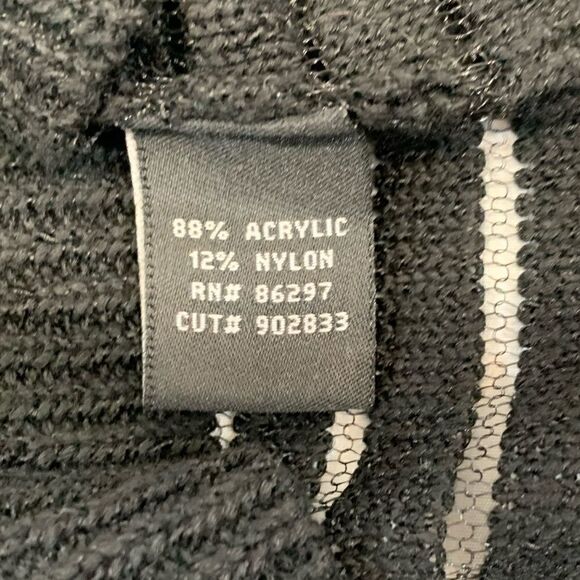 88% ACRYLIC
12% NYLON
RN# 86297
CUT# 902833